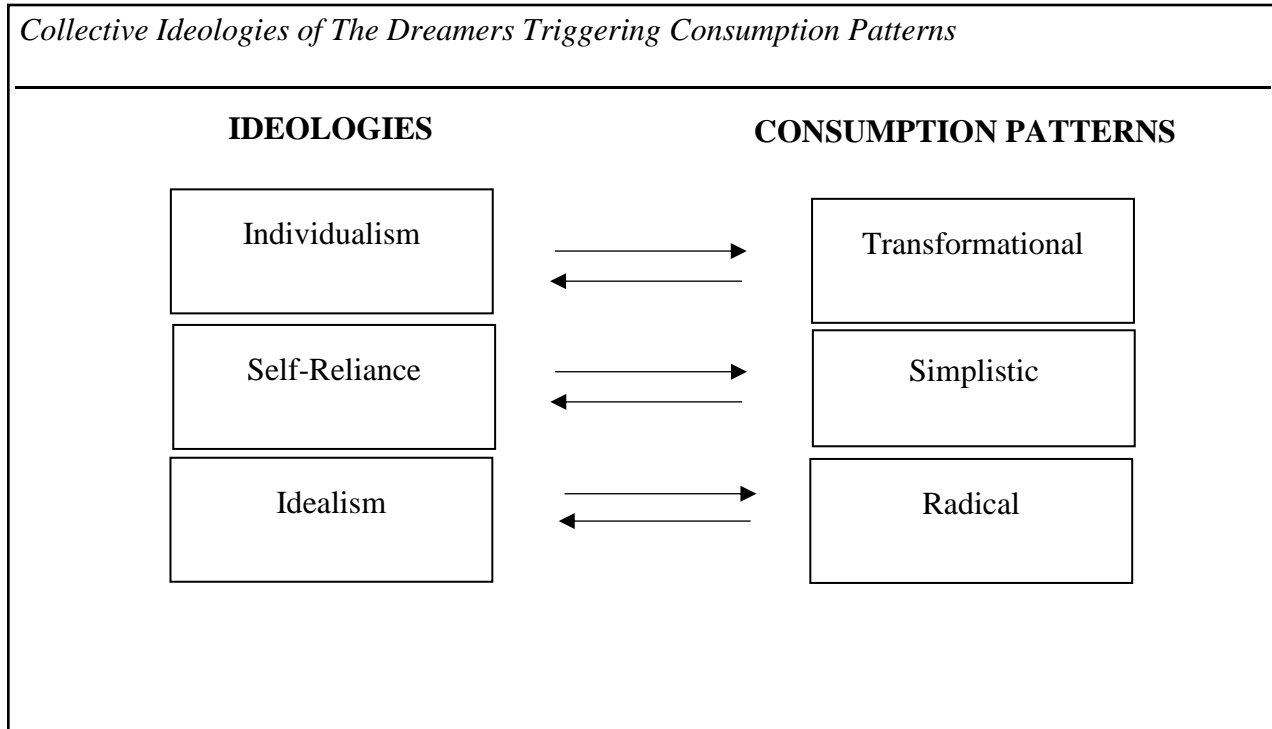 Collective Ideologies of The Dreamers Triggering Consumption Patterns
IDEOLOGIES
CONSUMPTION PATTERNS
Individualism
Transformational
Self-Reliance
Simplistic
Idealism
Radical